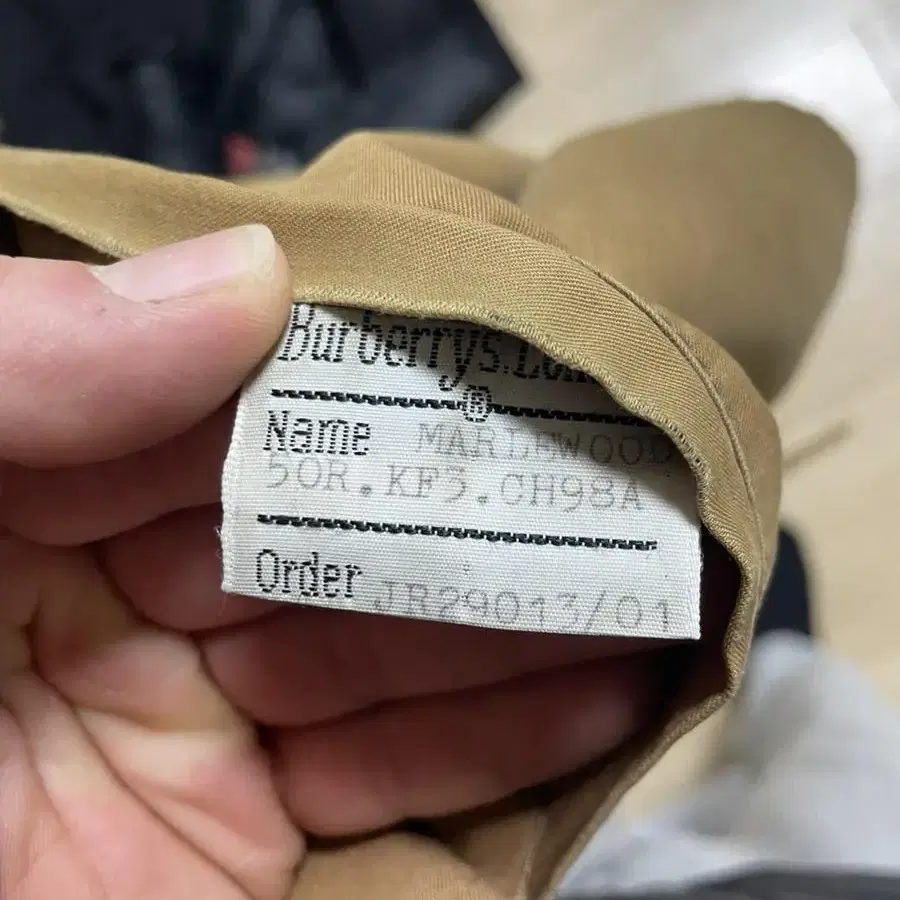 Burberrys.
®
Name MARLEWOOD
50R.KF3.CH98A
Order JR29013/01